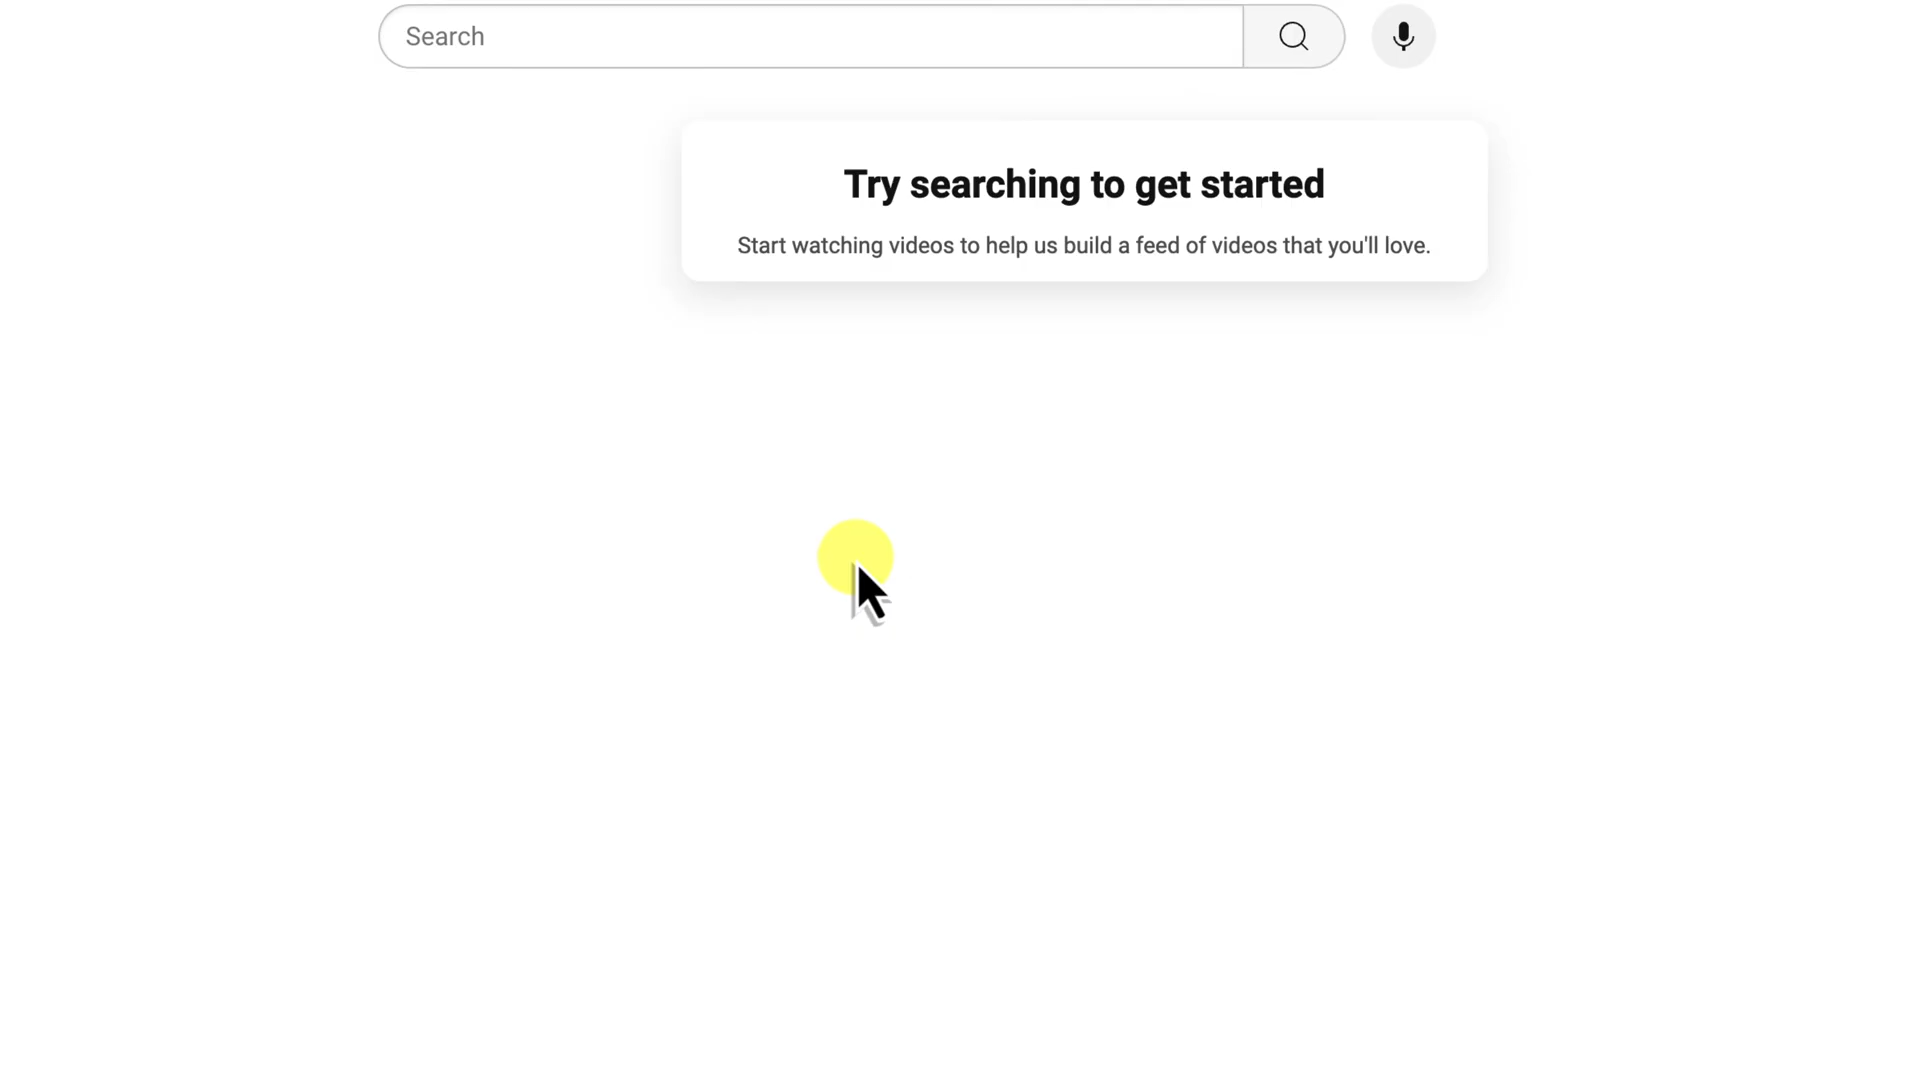 Search
Try searching to get started
Start watching videos to help us build a feed of videos that you'll love.